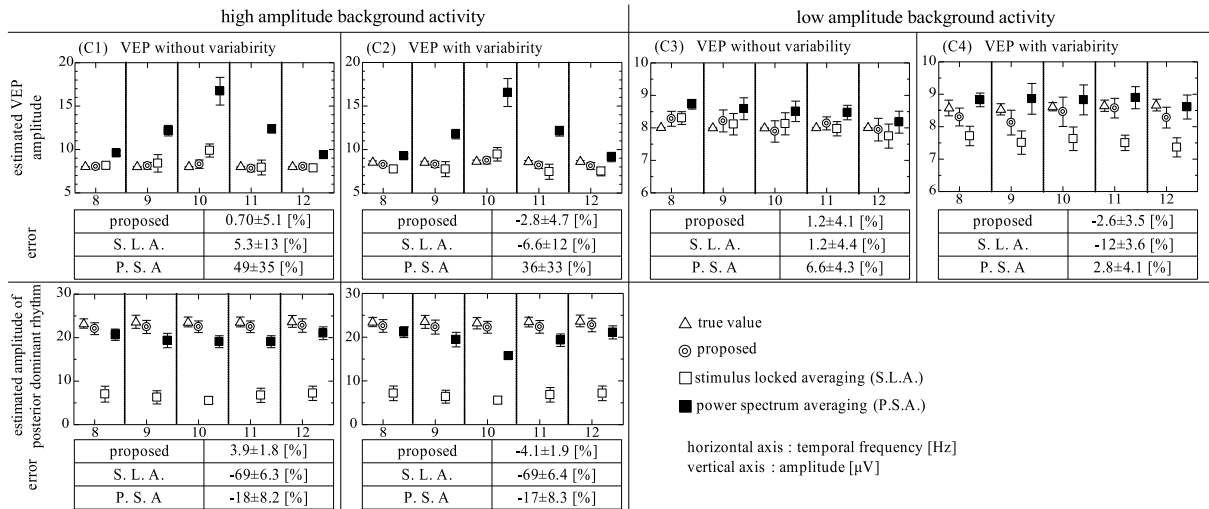 high amplitude background activity
low amplitude background activity
(C1) VEP without variabirity
(C2) VEP with variabirity
(C3) VEP without variability
(C4) VEP with variability
estimated VEP
amplitude
20
15
10
5
8 9 10 11 12
20
15
10
5
8 9 10 11 12
10
9
8
7
6
8 9 10 11 12
10
9
8
7
6
8 9 10 11 12
error
proposed 0.70±5.1 [%]
S. L. A. 5.3±13 [%]
P. S. A 49±35 [%]
proposed -2.8±4.7 [%]
S. L. A. -6.6±12 [%]
P. S. A 36±33 [%]
proposed 1.2±4.1 [%]
S. L. A. 1.2±4.4 [%]
P. S. A 6.6±4.3 [%]
proposed -2.6±3.5 [%]
S. L. A. -12±3.6 [%]
P. S. A 2.8±4.1 [%]
estimated amplitude of
posterior dominant rhythm
30
20
10
0
8 9 10 11 12
30
20
10
0
8 9 10 11 12
error
proposed 3.9±1.8 [%]
S. L. A. -69±6.3 [%]
P. S. A -18±8.2 [%]
proposed -4.1±1.9 [%]
S. L. A. -69±6.4 [%]
P. S. A -17±8.3 [%]
true value
proposed
stimulus locked averaging (S.L.A.)
power spectrum averaging (P.S.A.)
horizontal axis : temporal frequency [Hz]
vertical axis : amplitude [μV]